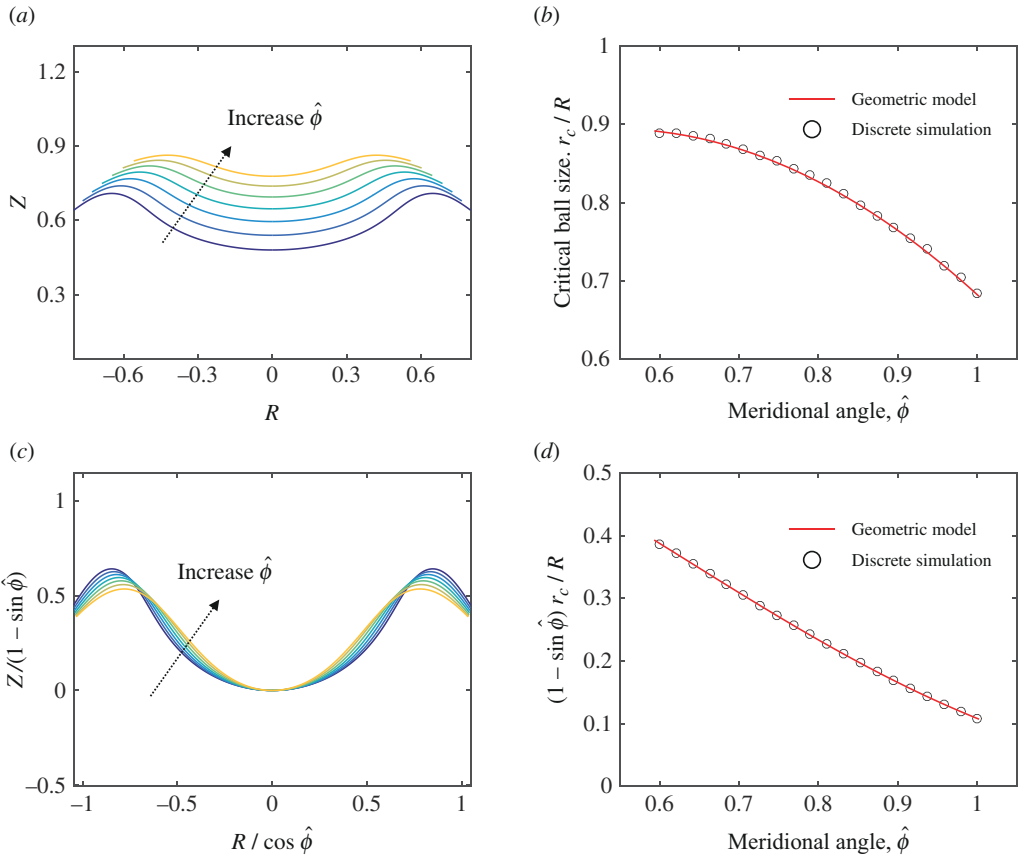 (a)
1.2
0.9
0.6
0.3
Z
Increase ϕ̂
−0.6
−0.3
0
0.3
0.6
R
(b)
1
0.9
0.8
0.7
0.6
Critical ball size. r_c / R
Geometric model
Discrete simulation
0.6
0.7
0.8
0.9
1
Meridional angle, ϕ̂
(c)
1
0.5
0
−0.5
Z/(1 − sin ϕ̂)
Increase ϕ̂
−1
−0.5
0
0.5
1
R / cos ϕ̂
(d)
0.5
0.4
0.3
0.2
0.1
0
(1 − sin ϕ̂) r_c / R
Geometric model
Discrete simulation
0.6
0.7
0.8
0.9
1
Meridional angle, ϕ̂